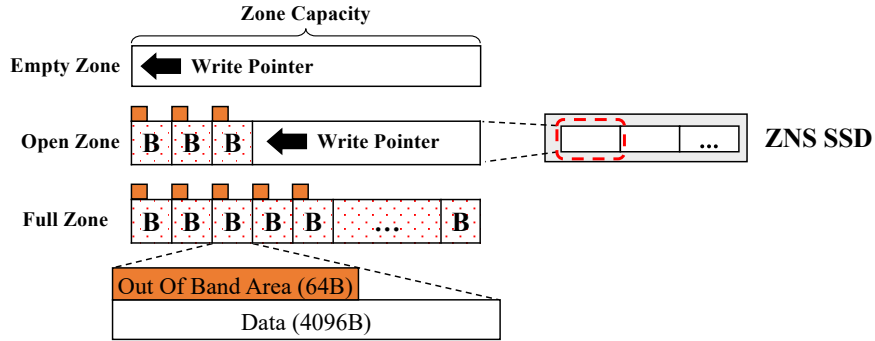 Zone Capacity
Empty Zone Write Pointer
Open Zone B B B Write Pointer
... ZNS SSD
Full Zone B B B B B ... B
Out Of Band Area (64B)
Data (4096B)